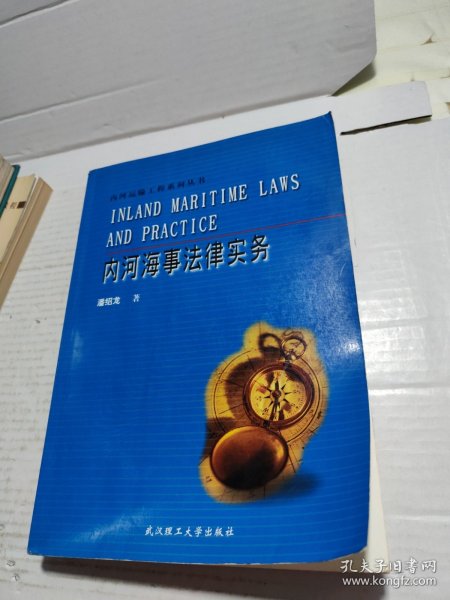 内河运输工程系列丛书
INLAND MARITIME LAWS
AND PRACTICE
内河海事法律实务
潘绍龙 著
武汉理工大学出版社
孔夫子旧书网
www.kongfz.com